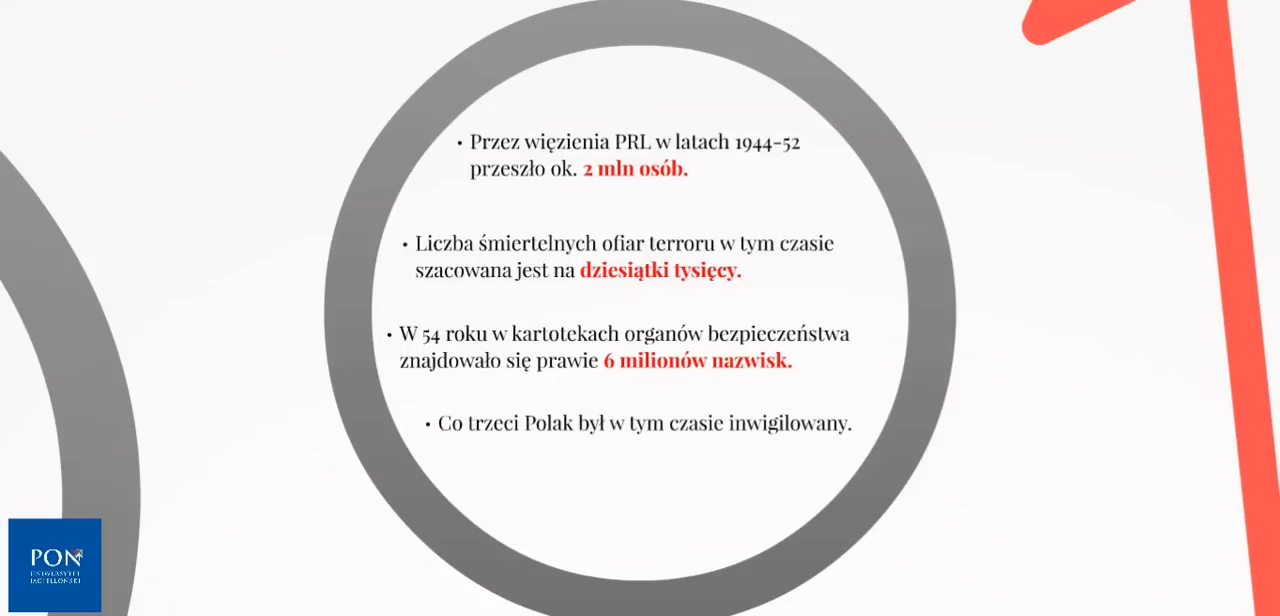 • Przez więzienia PRL w latach 1944-52
przeszło ok. 2 mln osób.
• Liczba śmiertelnych ofiar terroru w tym czasie
szacowana jest na dziesiątki tysięcy.
• W 54 roku w kartotekach organów bezpieczeństwa
znajdowało się prawie 6 milionów nazwisk.
• Co trzeci Polak był w tym czasie inwigilowany.
PON
UNIWERSYTET
JAGIELLOŃSKI